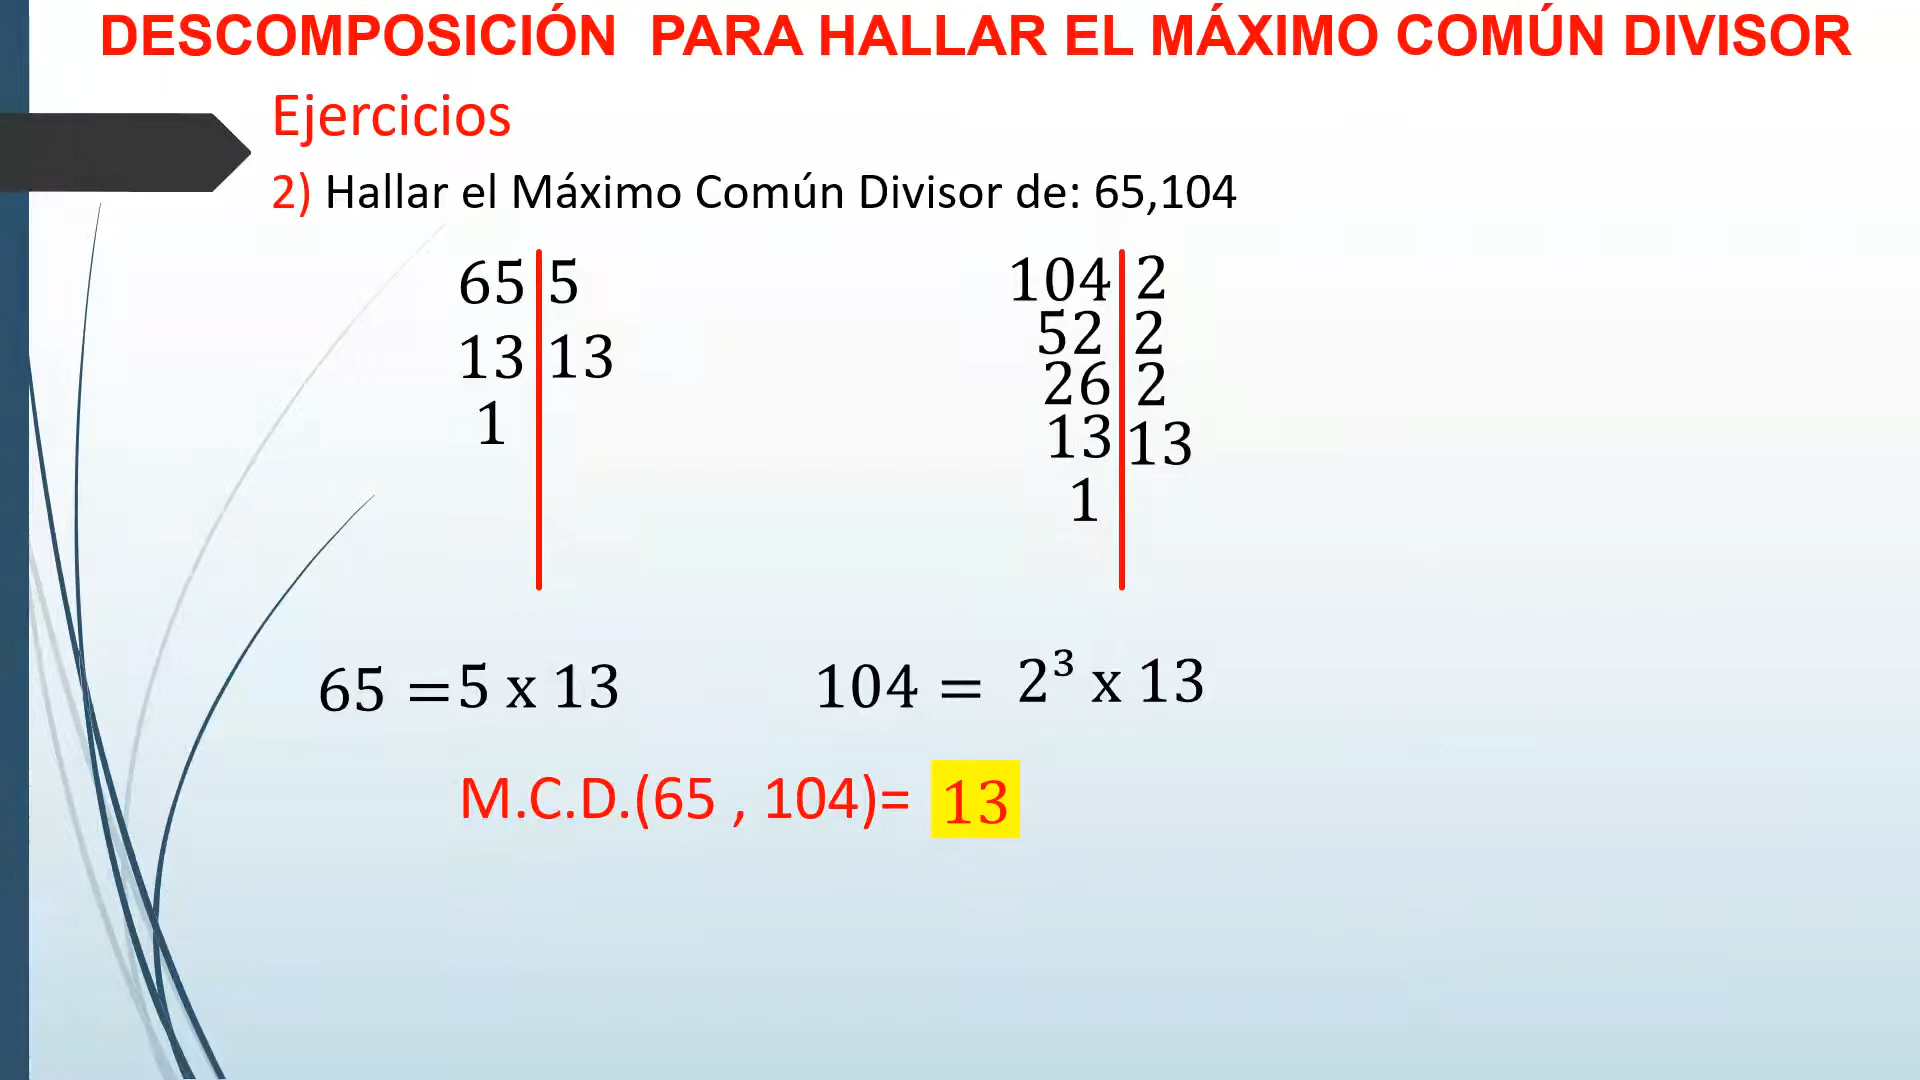 DESCOMPOSICIÓN PARA HALLAR EL MÁXIMO COMÚN DIVISOR
Ejercicios
2) Hallar el Máximo Común Divisor de: 65,104
65 5
13 13
1
104 2
52 2
26 2
13 13
1
65 = 5 x 13
104 = 2³ x 13
M.C.D.(65 , 104)= 13